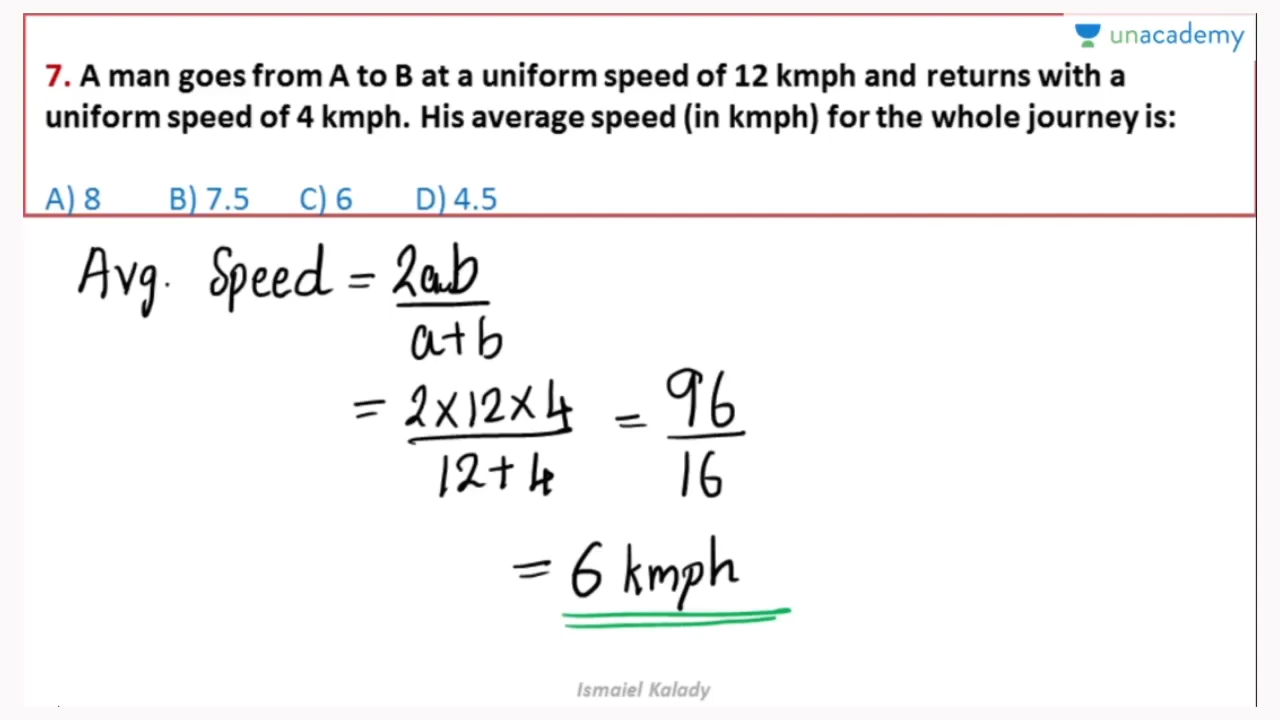 unacademy
7. A man goes from A to B at a uniform speed of 12 kmph and returns with a
uniform speed of 4 kmph. His average speed (in kmph) for the whole journey is:
A) 8 B) 7.5 C) 6 D) 4.5
Avg. Speed = 2ab
a+b
= 2×12×4 = 96
12+4 16
= 6 kmph
Ismaiel Kalady